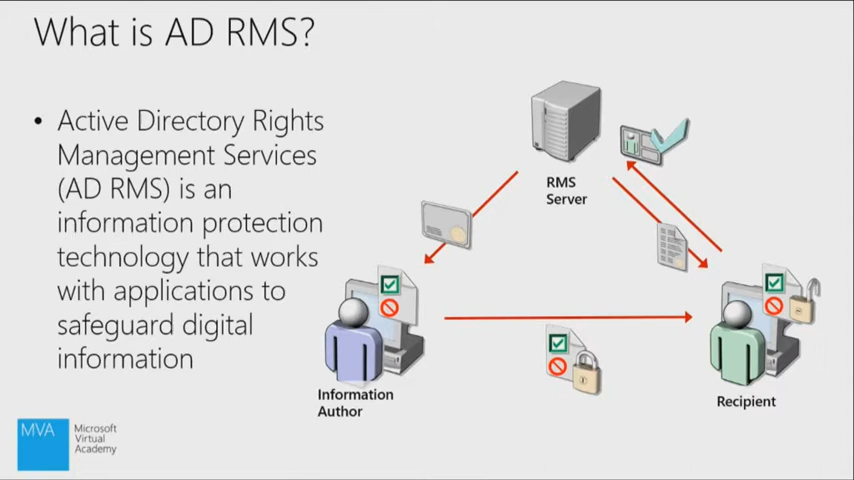 What is AD RMS?
• Active Directory Rights
Management Services
(AD RMS) is an
information protection
technology that works
with applications to
safeguard digital
information
RMS
Server
Information
Author
Recipient
MVA
Microsoft
Virtual
Academy